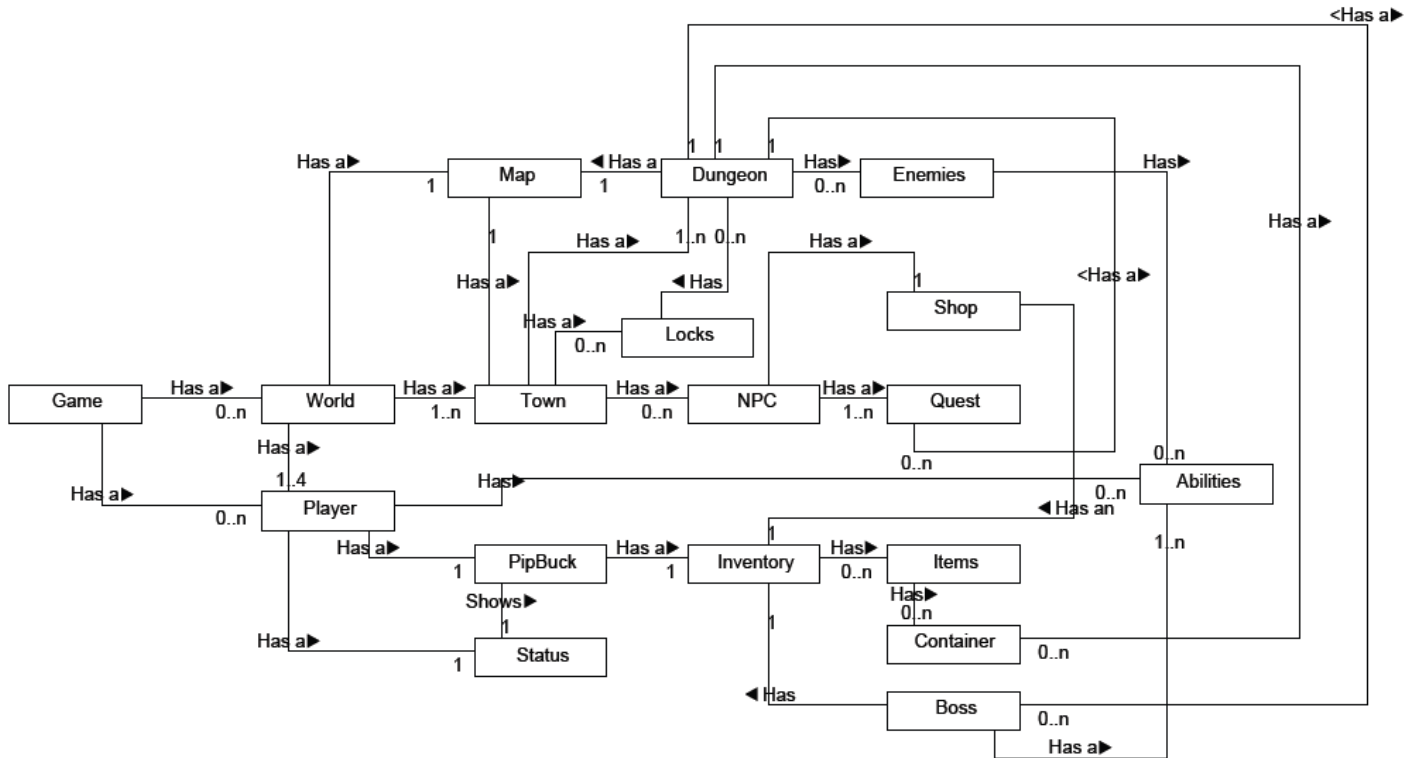 <Has a▶
Has a▶
1
◀ Has a
1
Map
1
1
1
1
Dungeon
Has▶
0..n
Enemies
Has▶
Has a▶
1
Has a▶
Has a▶
1..n
0..n
Has a▶
1
◀ Has
<Has a▶
Shop
Has a▶
0..n
Locks
Game
Has a▶
0..n
World
Has a▶
1..n
Town
Has a▶
0..n
NPC
Has a▶
1..n
Quest
Has a▶
1..4
0..n
0..n
Has a▶
0..n
Player
Has▶
0..n
Abilities
◀ Has an
1..n
Has a▶
1
PipBuck
Has a▶
1
1
Inventory
Has▶
0..n
Items
Shows▶
1
Has▶
0..n
Has a▶
1
Status
1
Container
0..n
◀ Has
Boss
0..n
Has a▶